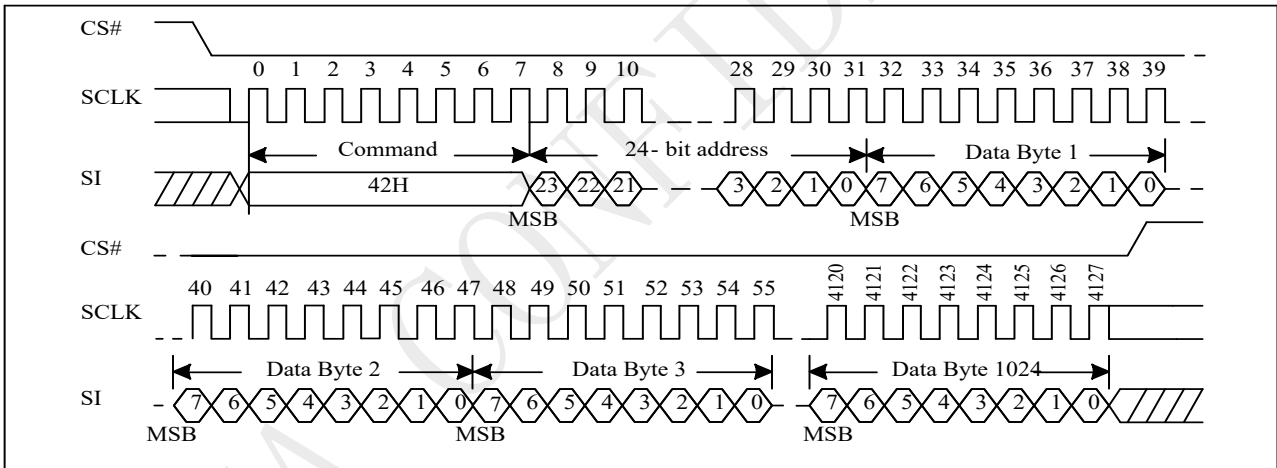 CS#
0 1 2 3 4 5 6 7 8 9 10 28 29 30 31 32 33 34 35 36 37 38 39
SCLK
Command 24- bit address Data Byte 1
SI 42H 23 22 21 3 2 1 0 7 6 5 4 3 2 1 0
MSB MSB
CS#
40 41 42 43 44 45 46 47 48 49 50 51 52 53 54 55 4120 4121 4122 4123 4124 4125 4126 4127
SCLK
Data Byte 2 Data Byte 3 Data Byte 1024
SI 7 6 5 4 3 2 1 0 7 6 5 4 3 2 1 0 7 6 5 4 3 2 1 0
MSB MSB MSB